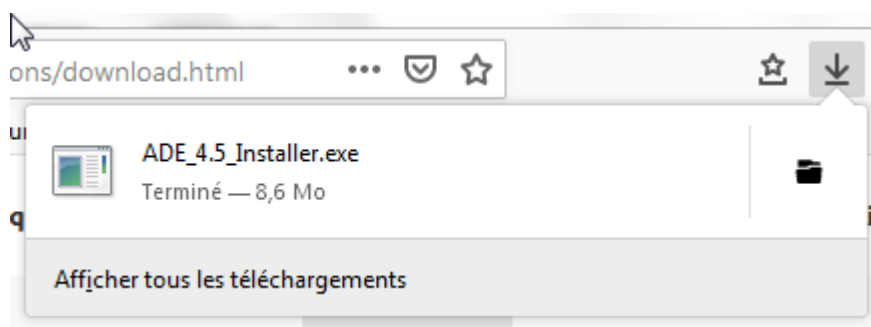 ons/download.html
ADE_4.5_Installer.exe
Terminé — 8,6 Mo
Afficher tous les téléchargements